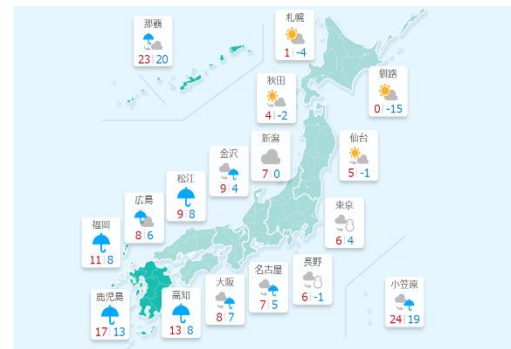 那覇
23 20
札幌
1 -4
釧路
0 -15
秋田
4 -2
新潟
7 0
仙台
5 -1
金沢
9 4
松江
9 8
広島
8 6
福岡
11 8
東京
6 4
長野
6 -1
名古屋
7 5
大阪
8 7
高知
13 8
鹿児島
17 13
小笠原
24 19